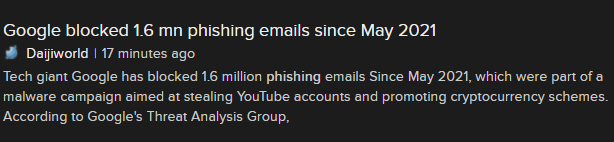 Google blocked 1.6 mn phishing emails since May 2021
Daijiworld | 17 minutes ago
Tech giant Google has blocked 1.6 million phishing emails Since May 2021, which were part of a
malware campaign aimed at stealing YouTube accounts and promoting cryptocurrency schemes.
According to Google's Threat Analysis Group,